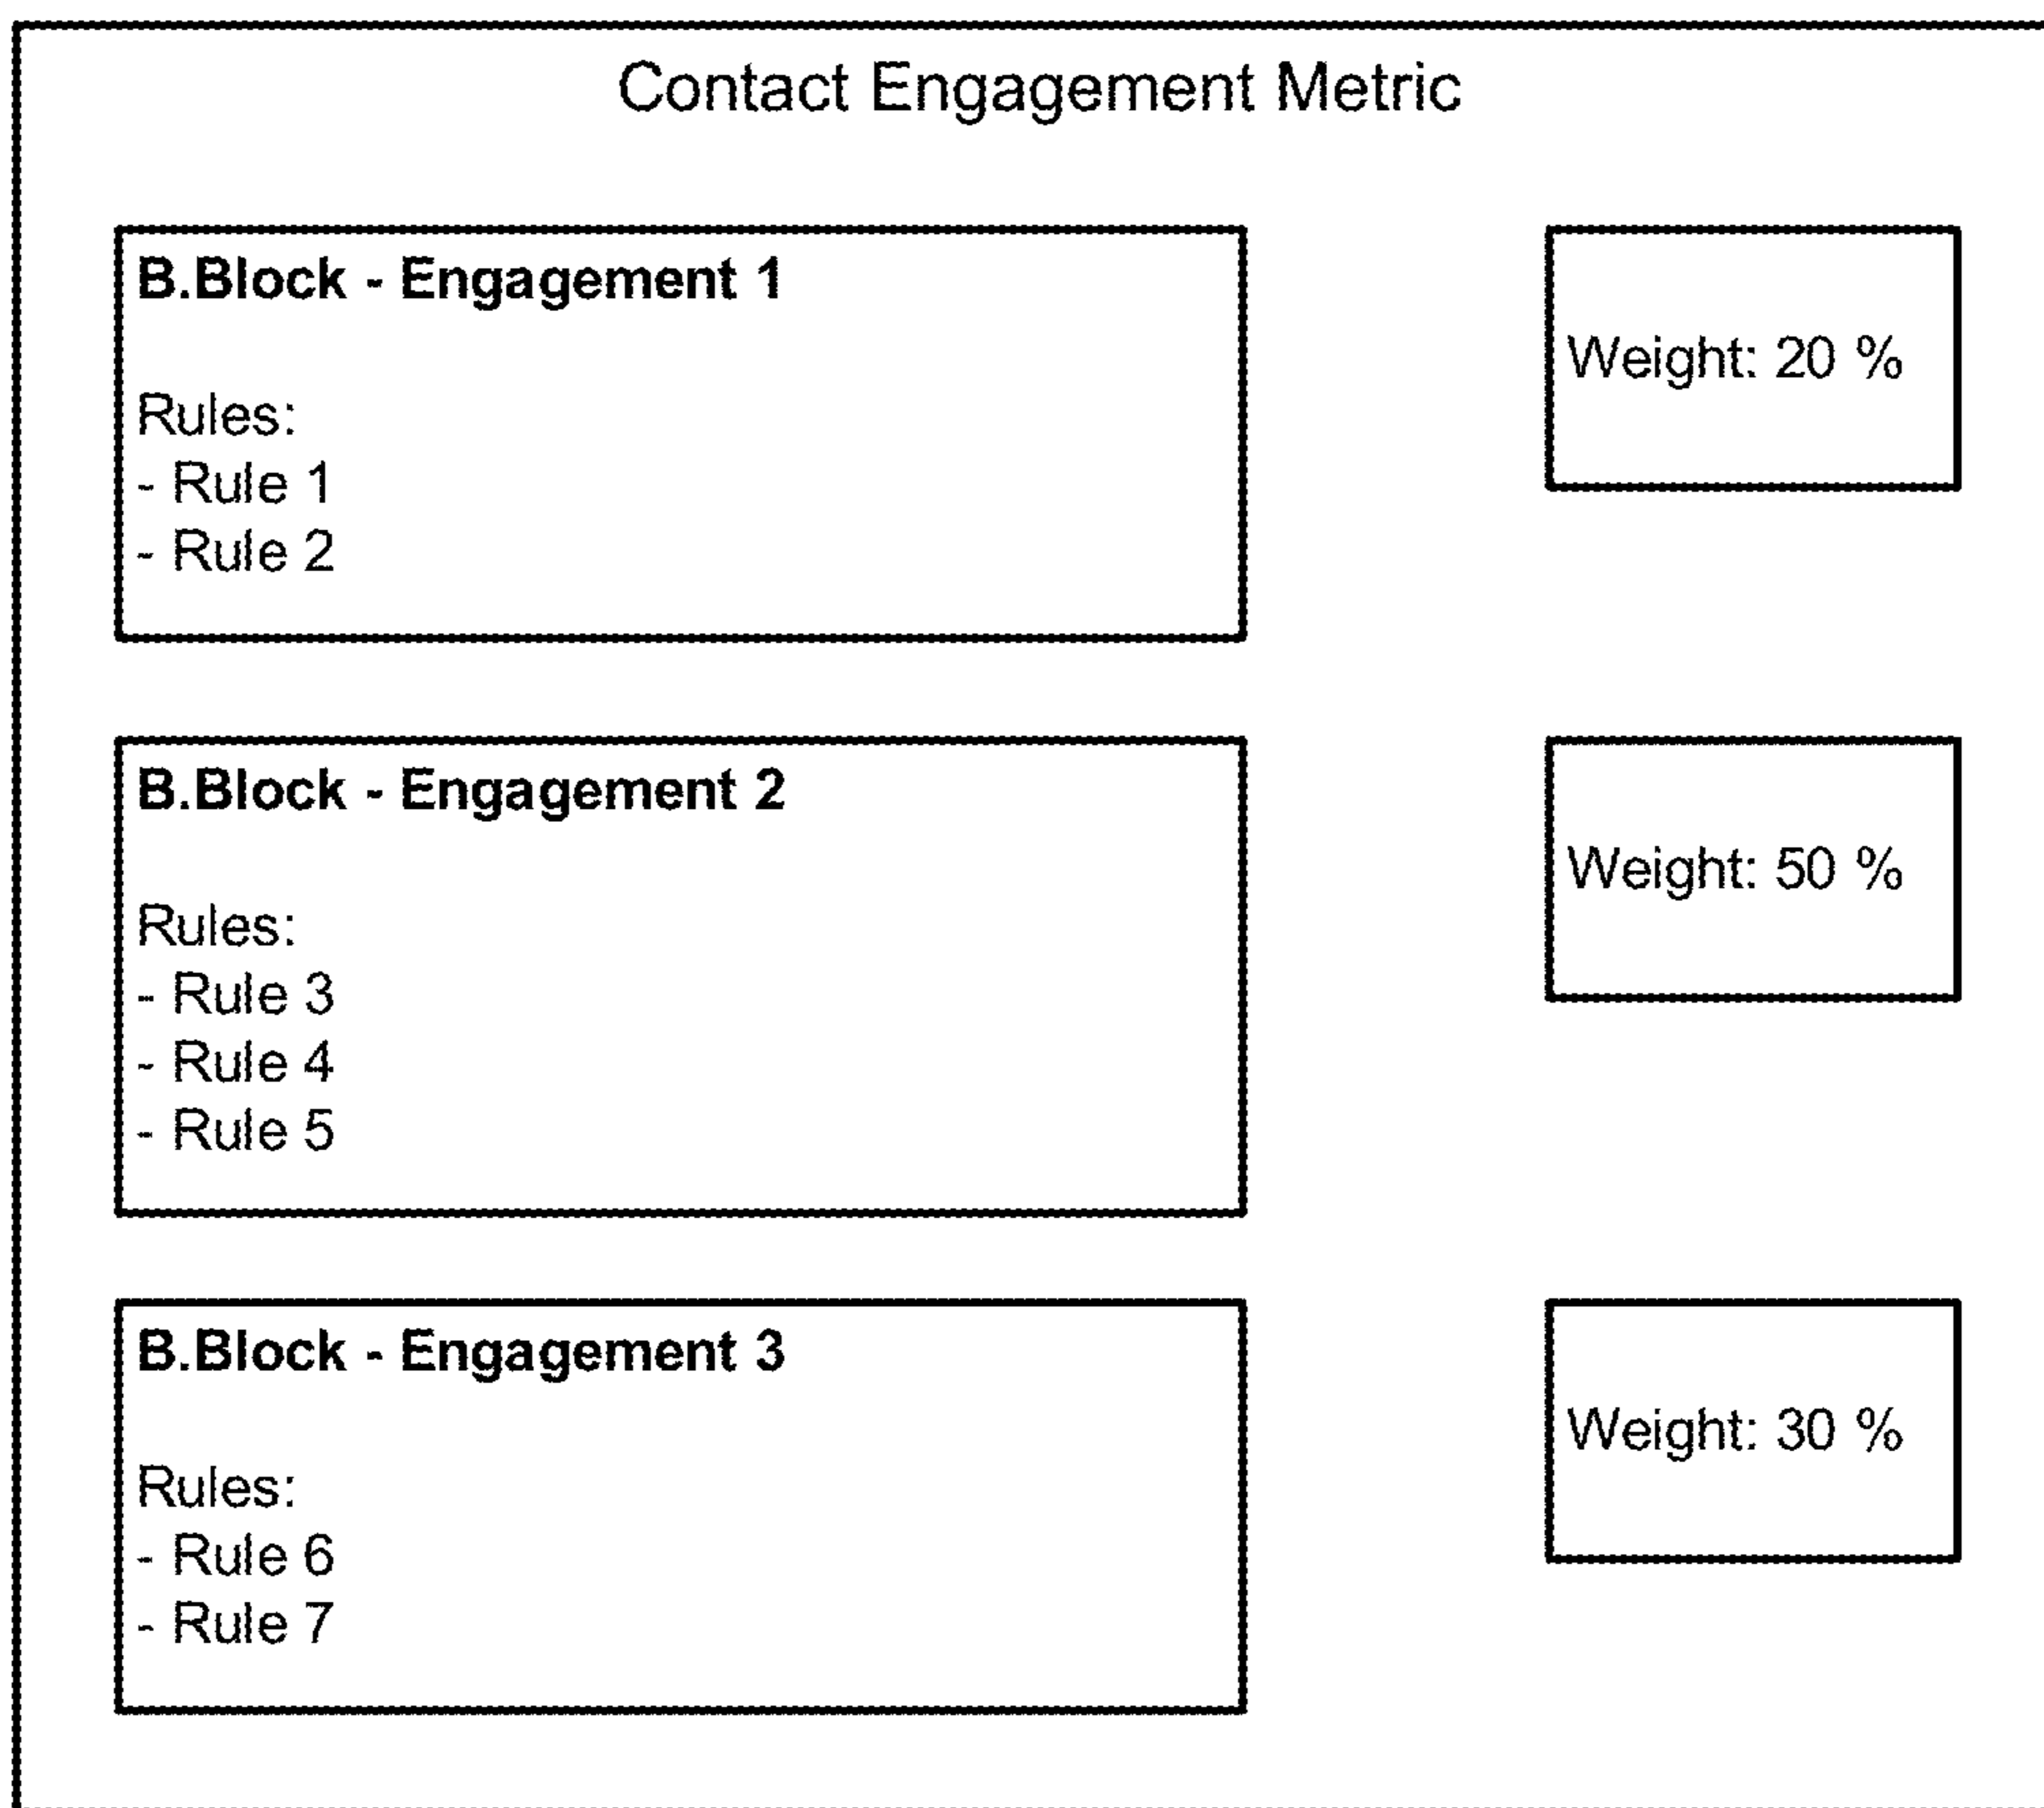 Contact Engagement Metric
B.Block - Engagement 1
Rules:
- Rule 1
- Rule 2
Weight: 20 %
B.Block - Engagement 2
Rules:
- Rule 3
- Rule 4
- Rule 5
Weight: 50 %
B.Block - Engagement 3
Rules:
- Rule 6
- Rule 7
Weight: 30 %